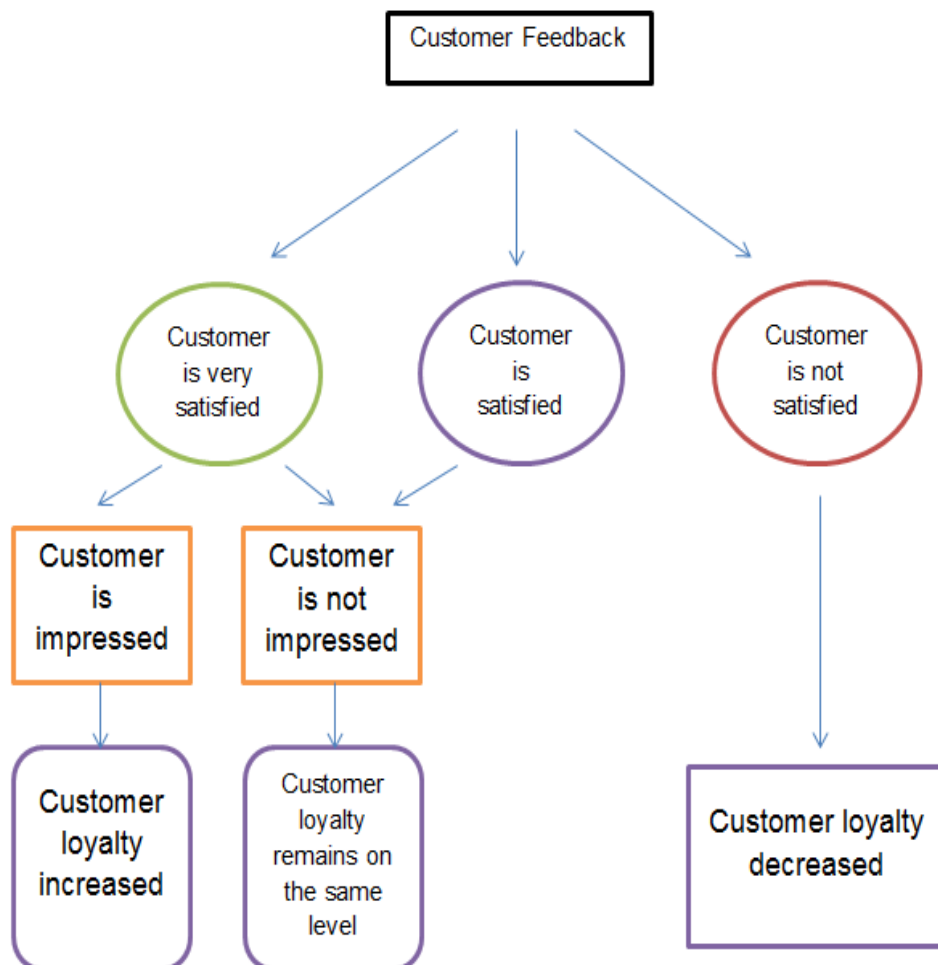 Customer Feedback
Customer
is very
satisfied
Customer
is
satisfied
Customer
is not
satisfied
Customer
is
impressed
Customer
is not
impressed
Customer
loyalty
increased
Customer
loyalty
remains on
the same
level
Customer loyalty
decreased